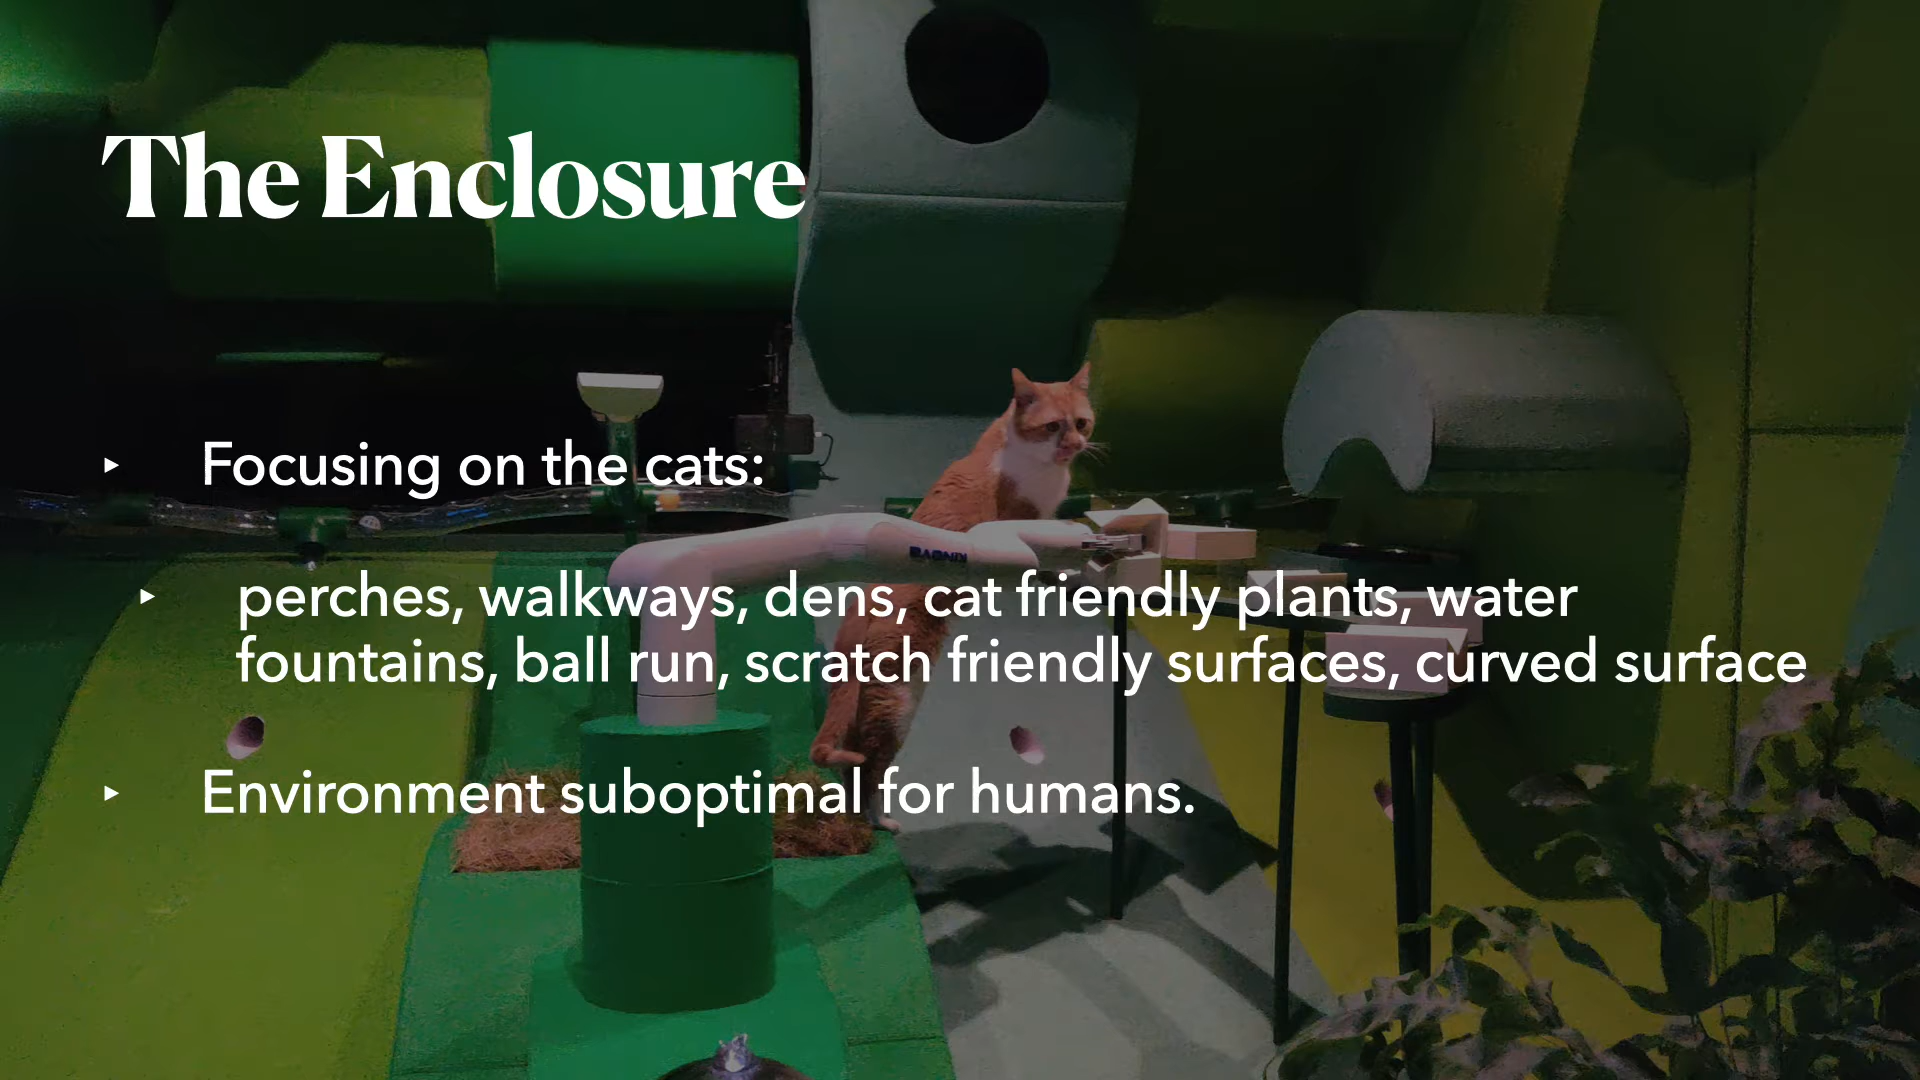 The Enclosure
‣ Focusing on the cats:
‣ perches, walkways, dens, cat friendly plants, water
fountains, ball run, scratch friendly surfaces, curved surface
KINOVA
‣ Environment suboptimal for humans.